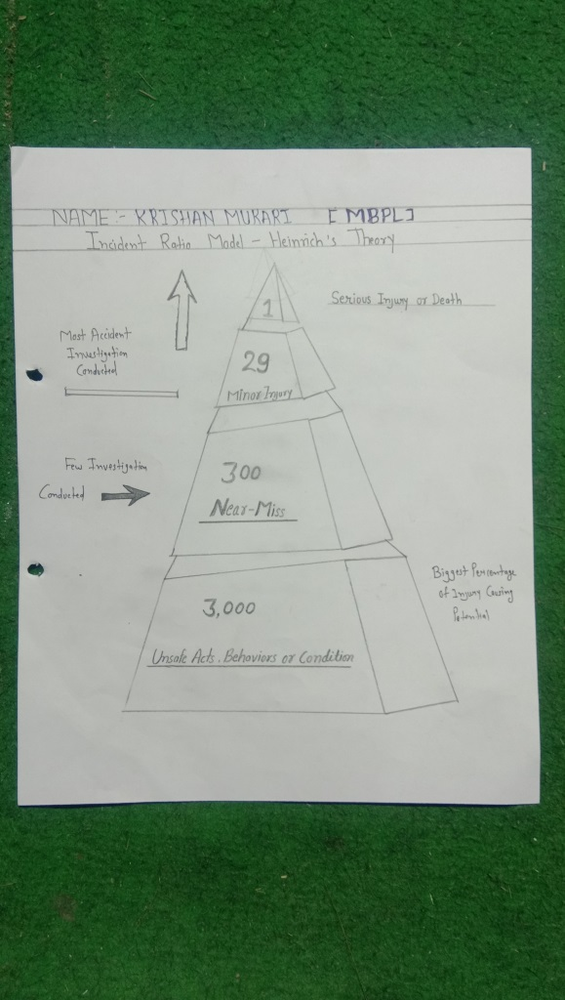 NAME:- KRISHAN MURARI [MBPL]
Incident Ratio Model - Heinrich's Theory
1
Serious Injury or Death
Most Accident
Investigation
Conducted
29
Minor Injury
Few Investigation
Conducted
300
Near-Miss
Biggest Percentage
of Injury Causing
Potential
3,000
Unsafe Acts, Behaviors or Condition